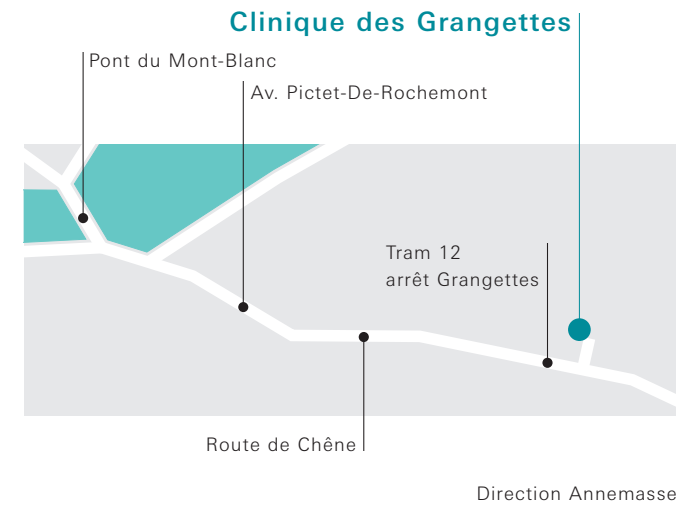 Clinique des Grangettes
Pont du Mont-Blanc
Av. Pictet-De-Rochemont
Tram 12
arrêt Grangettes
Route de Chêne
Direction Annemasse